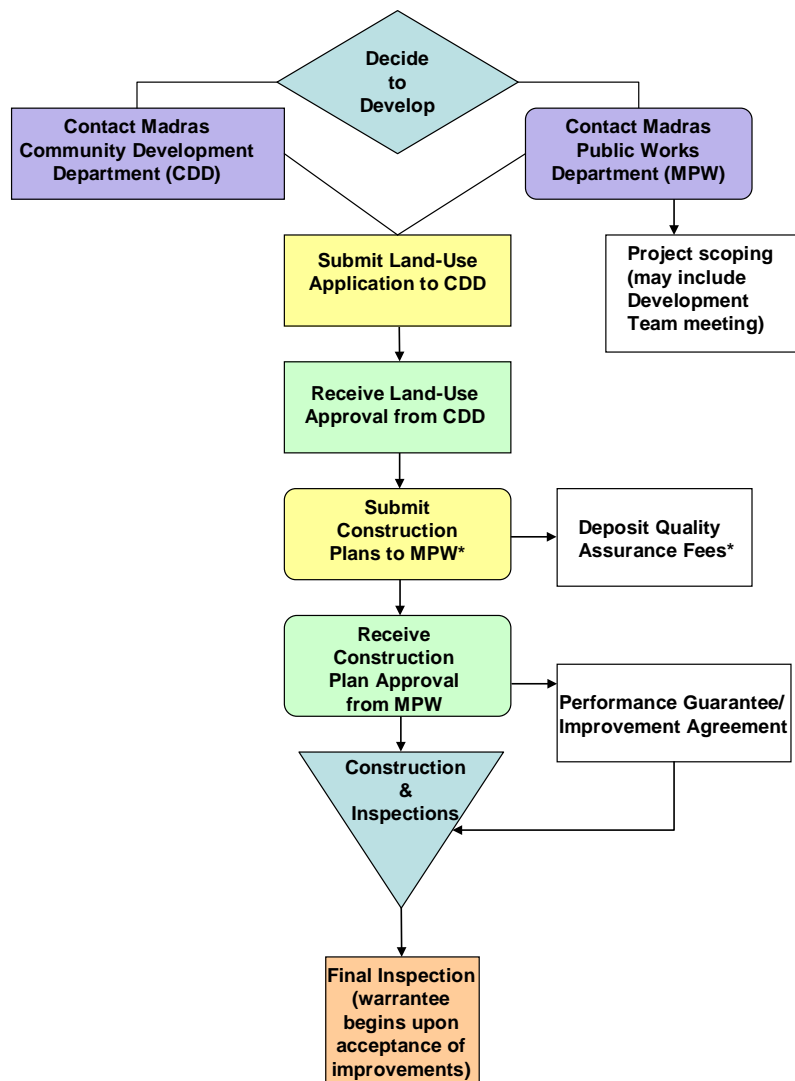 Decide
to
Develop
Contact Madras
Community Development
Department (CDD)
Contact Madras
Public Works
Department (MPW)
Submit Land-Use
Application to CDD
Project scoping
(may include
Development
Team meeting)
Receive Land-Use
Approval from CDD
Submit
Construction
Plans to MPW*
Deposit Quality
Assurance Fees*
Receive
Construction
Plan Approval
from MPW
Performance Guarantee/
Improvement Agreement
Construction
&
Inspections
Final Inspection
(warrantee
begins upon
acceptance of
improvements)